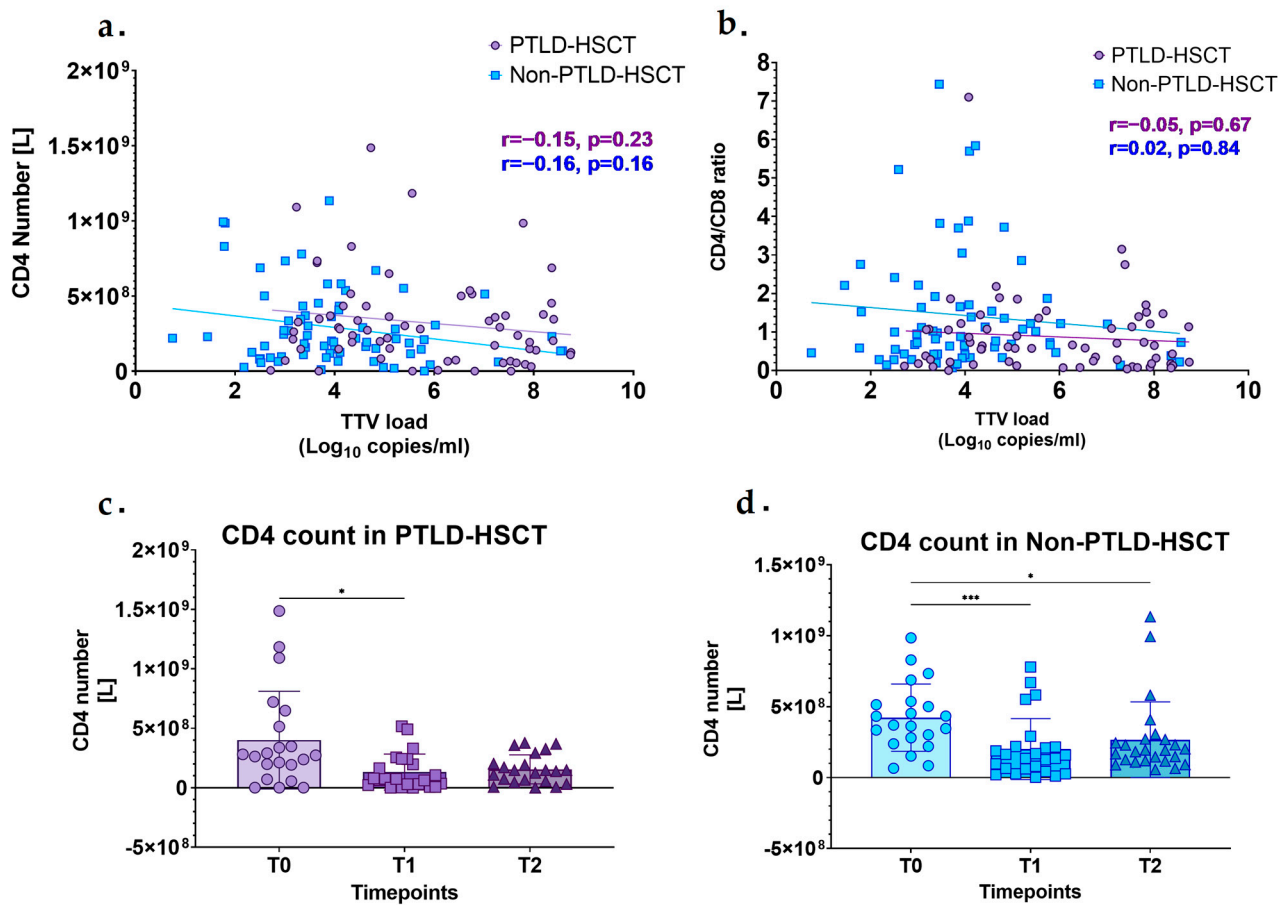 a.
PTLD-HSCT
Non-PTLD-HSCT
r=−0.15, p=0.23
r=−0.16, p=0.16
CD4 Number [L]
2×10⁹
1.5×10⁹
1×10⁹
5×10⁸
0
0 2 4 6 8 10
TTV load
(Log₁₀ copies/ml)
b.
PTLD-HSCT
Non-PTLD-HSCT
r=−0.05, p=0.67
r=0.02, p=0.84
CD4/CD8 ratio
8
7
6
5
4
3
2
1
0
0 2 4 6 8 10
TTV load
(Log₁₀ copies/ml)
c.
CD4 count in PTLD-HSCT
CD4 number
[L]
2×10⁹
1.5×10⁹
1×10⁹
5×10⁸
0
-5×10⁸
*
T0 T1 T2
Timepoints
d.
CD4 count in Non-PTLD-HSCT
CD4 number
[L]
1.5×10⁹
1×10⁹
5×10⁸
0
-5×10⁸
*
***
T0 T1 T2
Timepoints